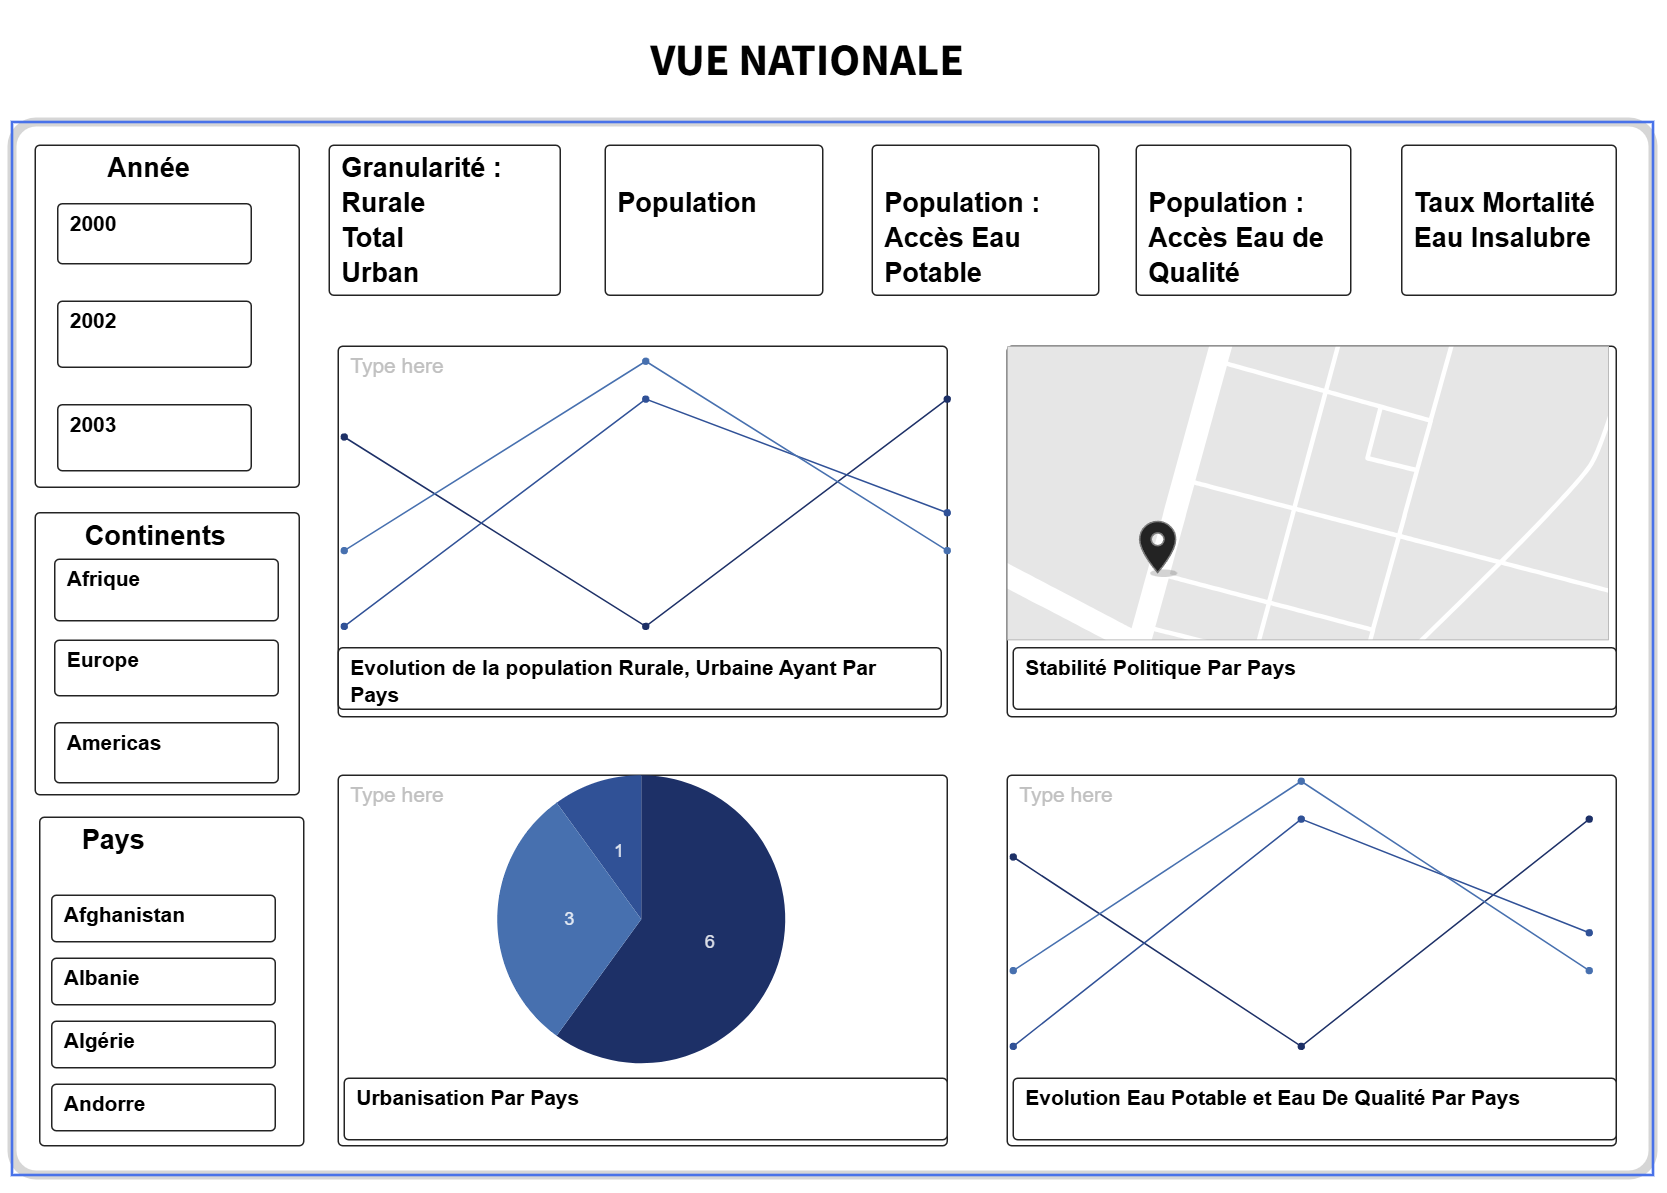 VUE NATIONALE
Année
2000
2002
2003
Continents
Afrique
Europe
Americas
Pays
Afghanistan
Albanie
Algérie
Andorre
Granularité :
Rurale
Total
Urban
Population
Population :
Accès Eau
Potable
Population :
Accès Eau de
Qualité
Taux Mortalité
Eau Insalubre
Type here
Evolution de la population Rurale, Urbaine Ayant Par
Pays
Stabilité Politique Par Pays
Type here
1
3
6
Urbanisation Par Pays
Type here
Evolution Eau Potable et Eau De Qualité Par Pays